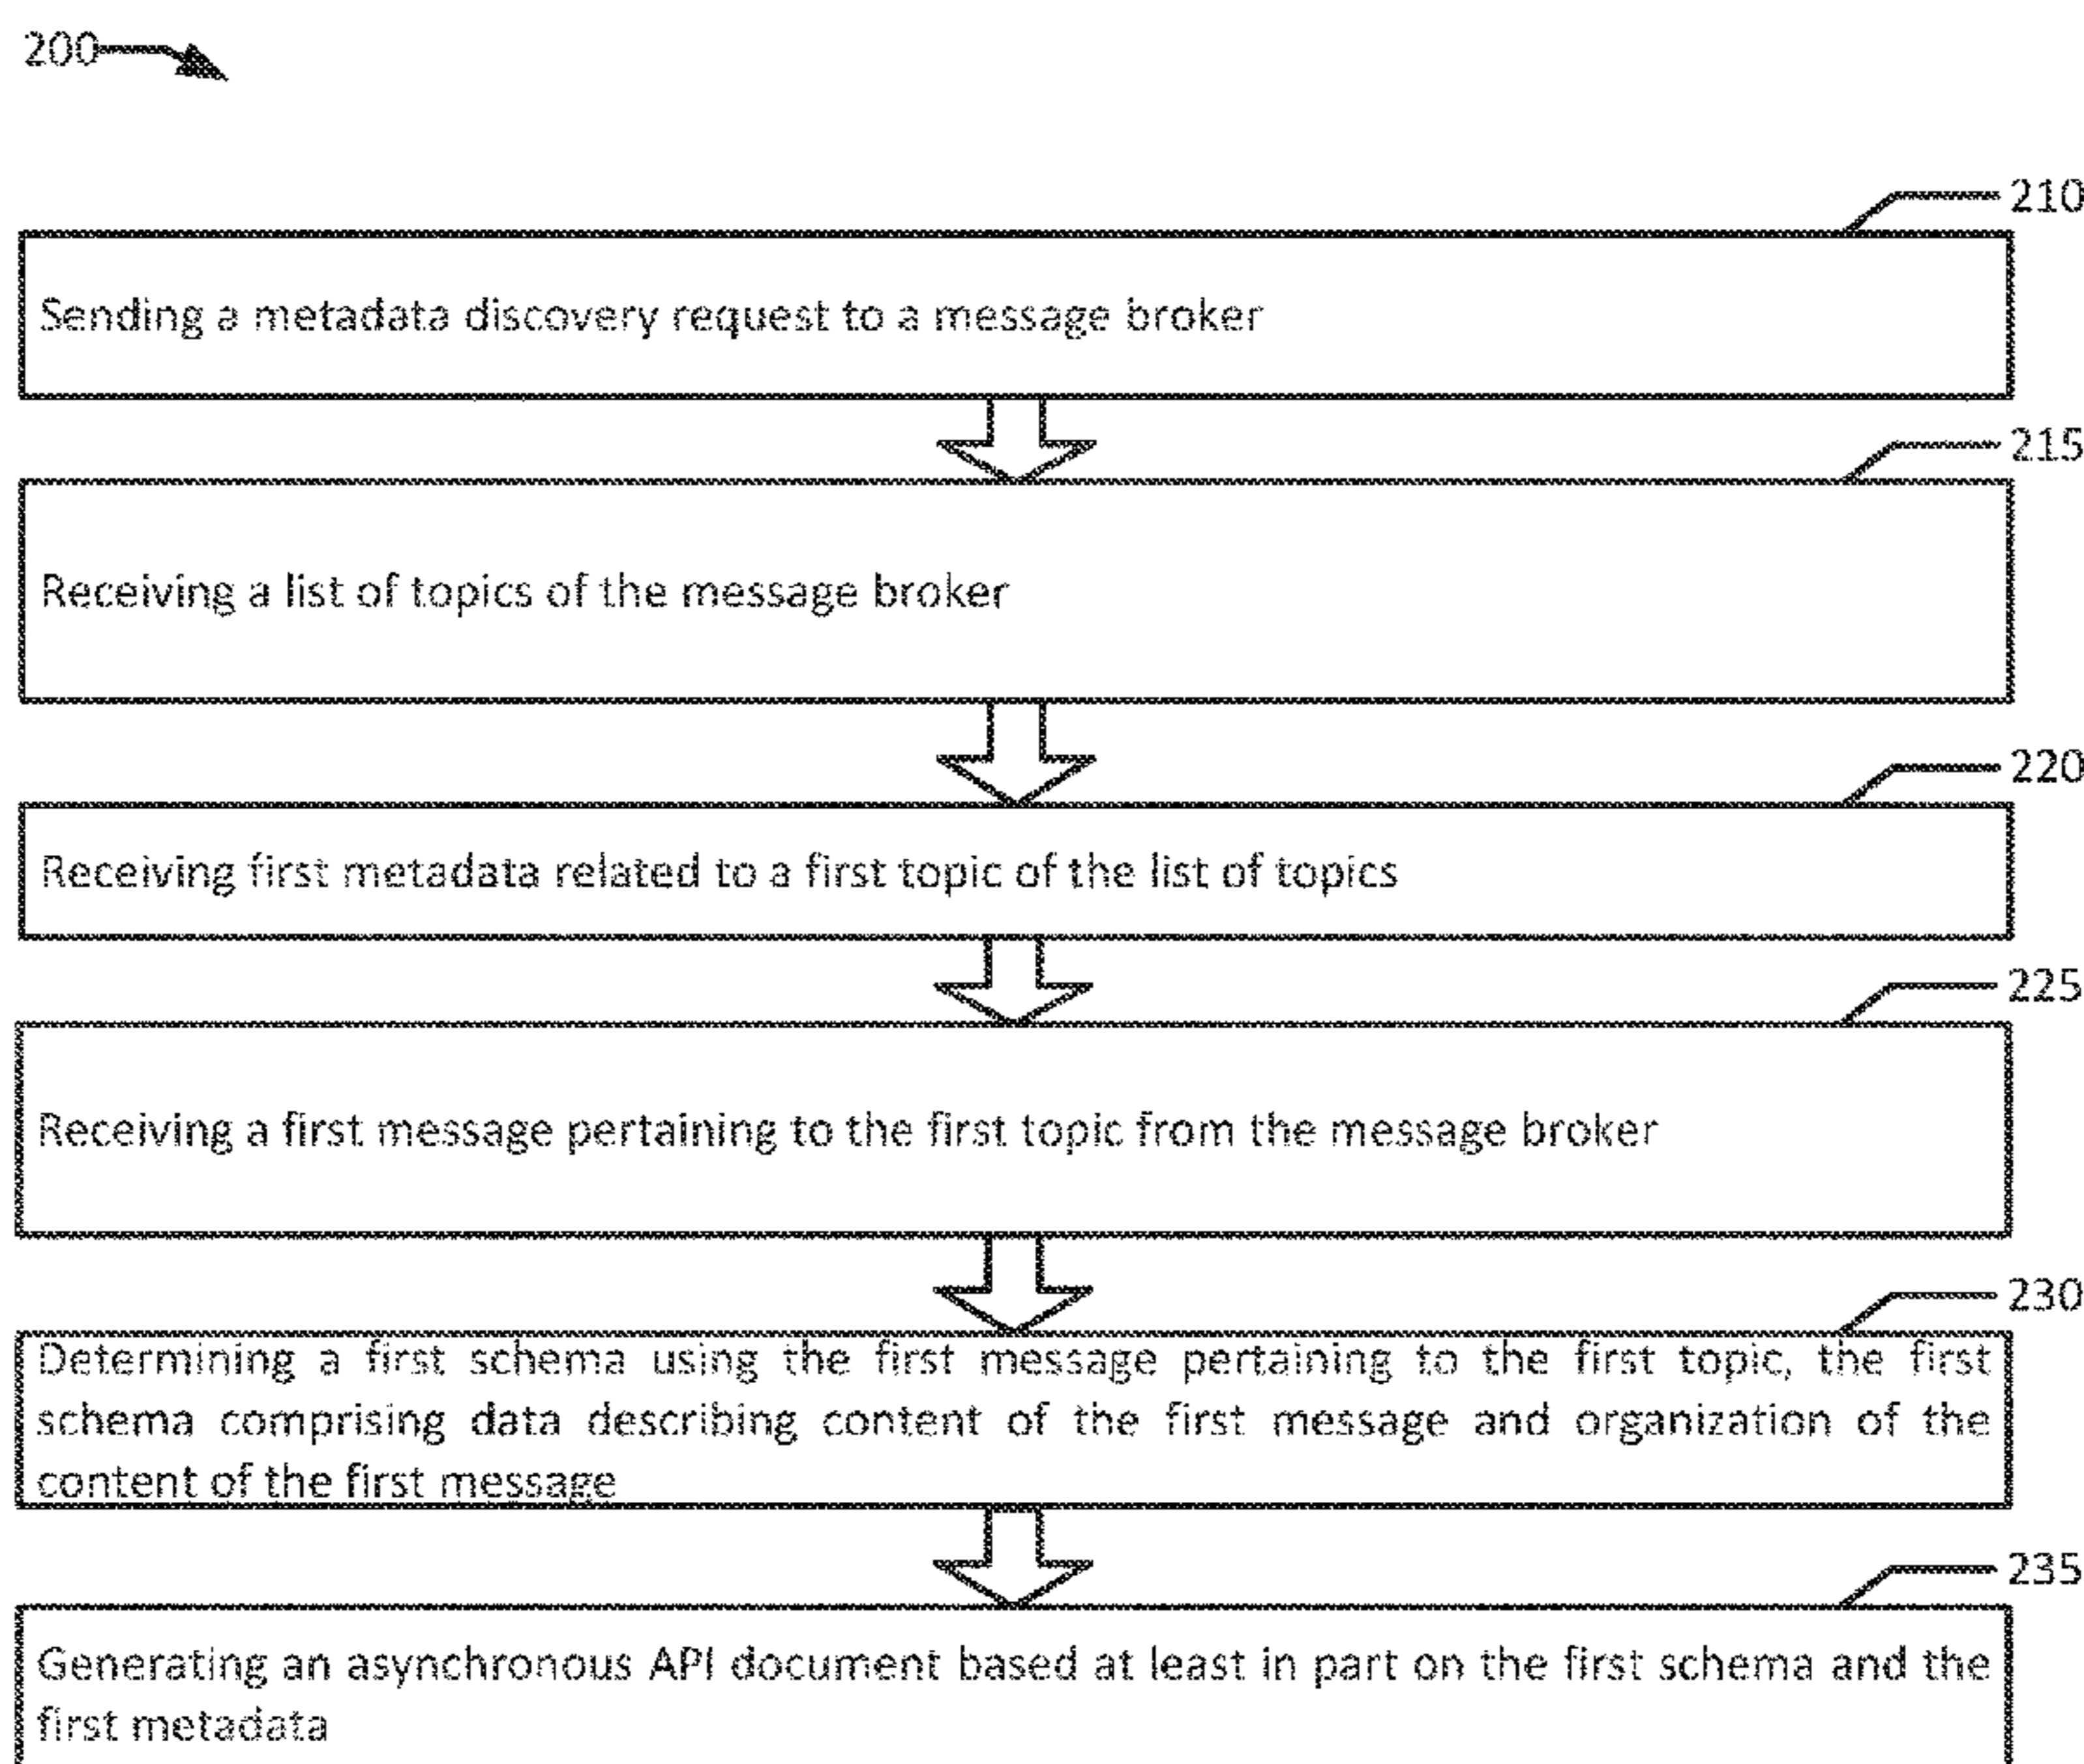 200
210
Sending a metadata discovery request to a message broker
215
Receiving a list of topics of the message broker
220
Receiving first metadata related to a first topic of the list of topics
225
Receiving a first message pertaining to the first topic from the message broker
230
Determining a first schema using the first message pertaining to the first topic, the first
schema comprising data describing content of the first message and organization of the
content of the first message
235
Generating an asynchronous API document based at least in part on the first schema and the
first metadata